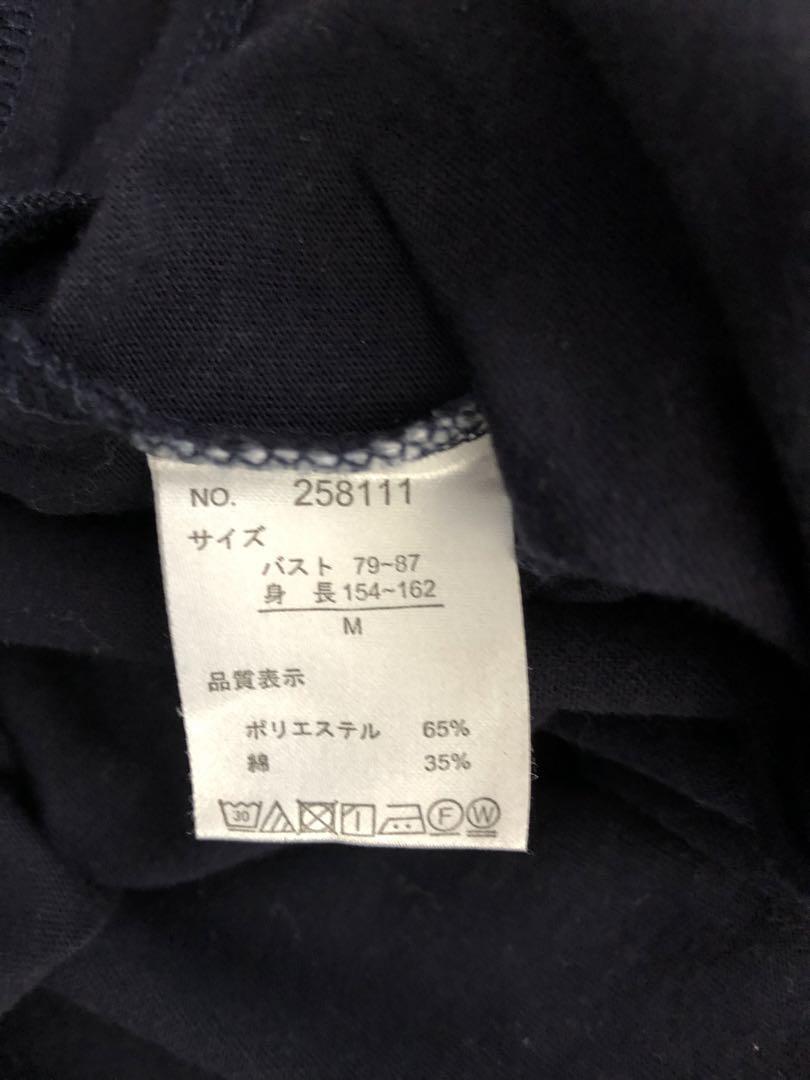 NO. 258111
サイズ
バスト 79~87
身 長 154~162
M
品質表示
ポリエステル 65%
綿 35%
30 F W